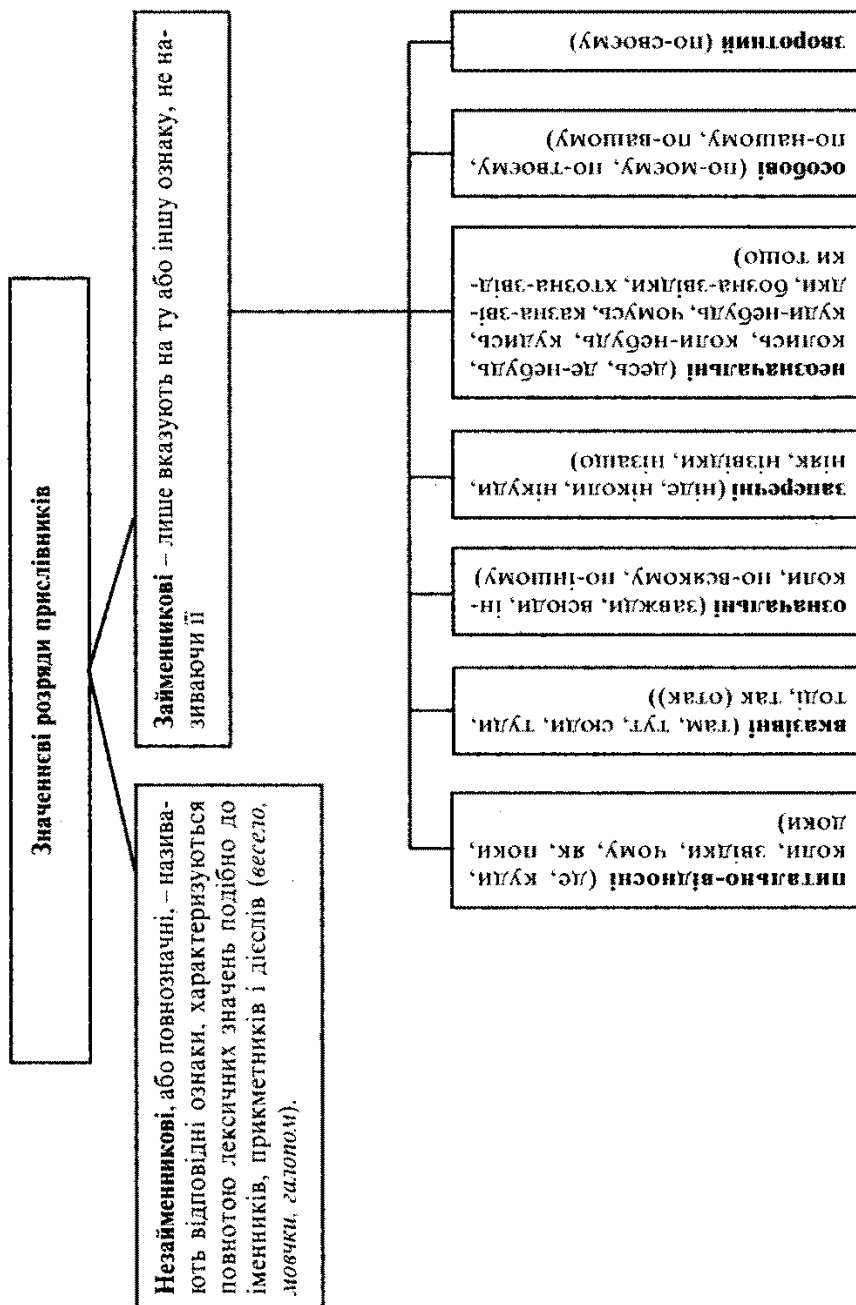 Значеннєві розряди прислівників
Незайменникові, або повнозначні, – назива-
ють відповідні ознаки, характеризуються
повнотою лексичних значень подібно до
іменників, прикметників і дієслів (весело,
мовчки, галопом).
Займенникові – лише вказують на ту або іншу ознаку, не на-
зиваючи її
питально-відносні (де, куди,
коли, звідки, чому, як, поки,
доки)
вказівні (там, тут, сюди, туди,
тоді, так (отак))
означальні (завжди, всюди, ін-
коли, по-всякому, по-іншому)
заперечні (ніде, ніколи, нікуди,
ніяк, нізвідки, нізащо)
неозначальні (десь, де-небудь,
колись, коли-небудь, кудись,
куди-небудь, чомусь, казна-зві-
дки, бозна-звідки, хтозна-звід-
ки тощо)
особові (по-моєму, по-твоєму,
по-нашому, по-вашому)
зворотний (по-своєму)